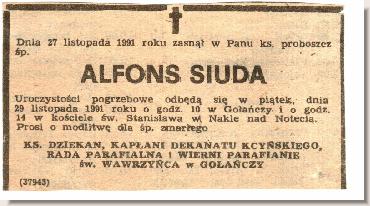 Dnia 27 listopada 1991 roku zasnął w Panu ks. proboszcz
śp.
ALFONS SIUDA
Uroczystości pogrzebowe odbędą się w piątek, dnia
29 listopada 1991 roku o godz. 10 w Gołańczy i o godz.
14 w kościele św. Stanisława w Nakle nad Notecią.
Prosi o modlitwę dla śp. zmarłego
KS. DZIEKAN, KAPŁANI DEKANATU KCYŃSKIEGO,
RADA PARAFIALNA i WIERNI PARAFIANIE
św. WAWRZYŃCA w GOŁAŃCZY
(37943)